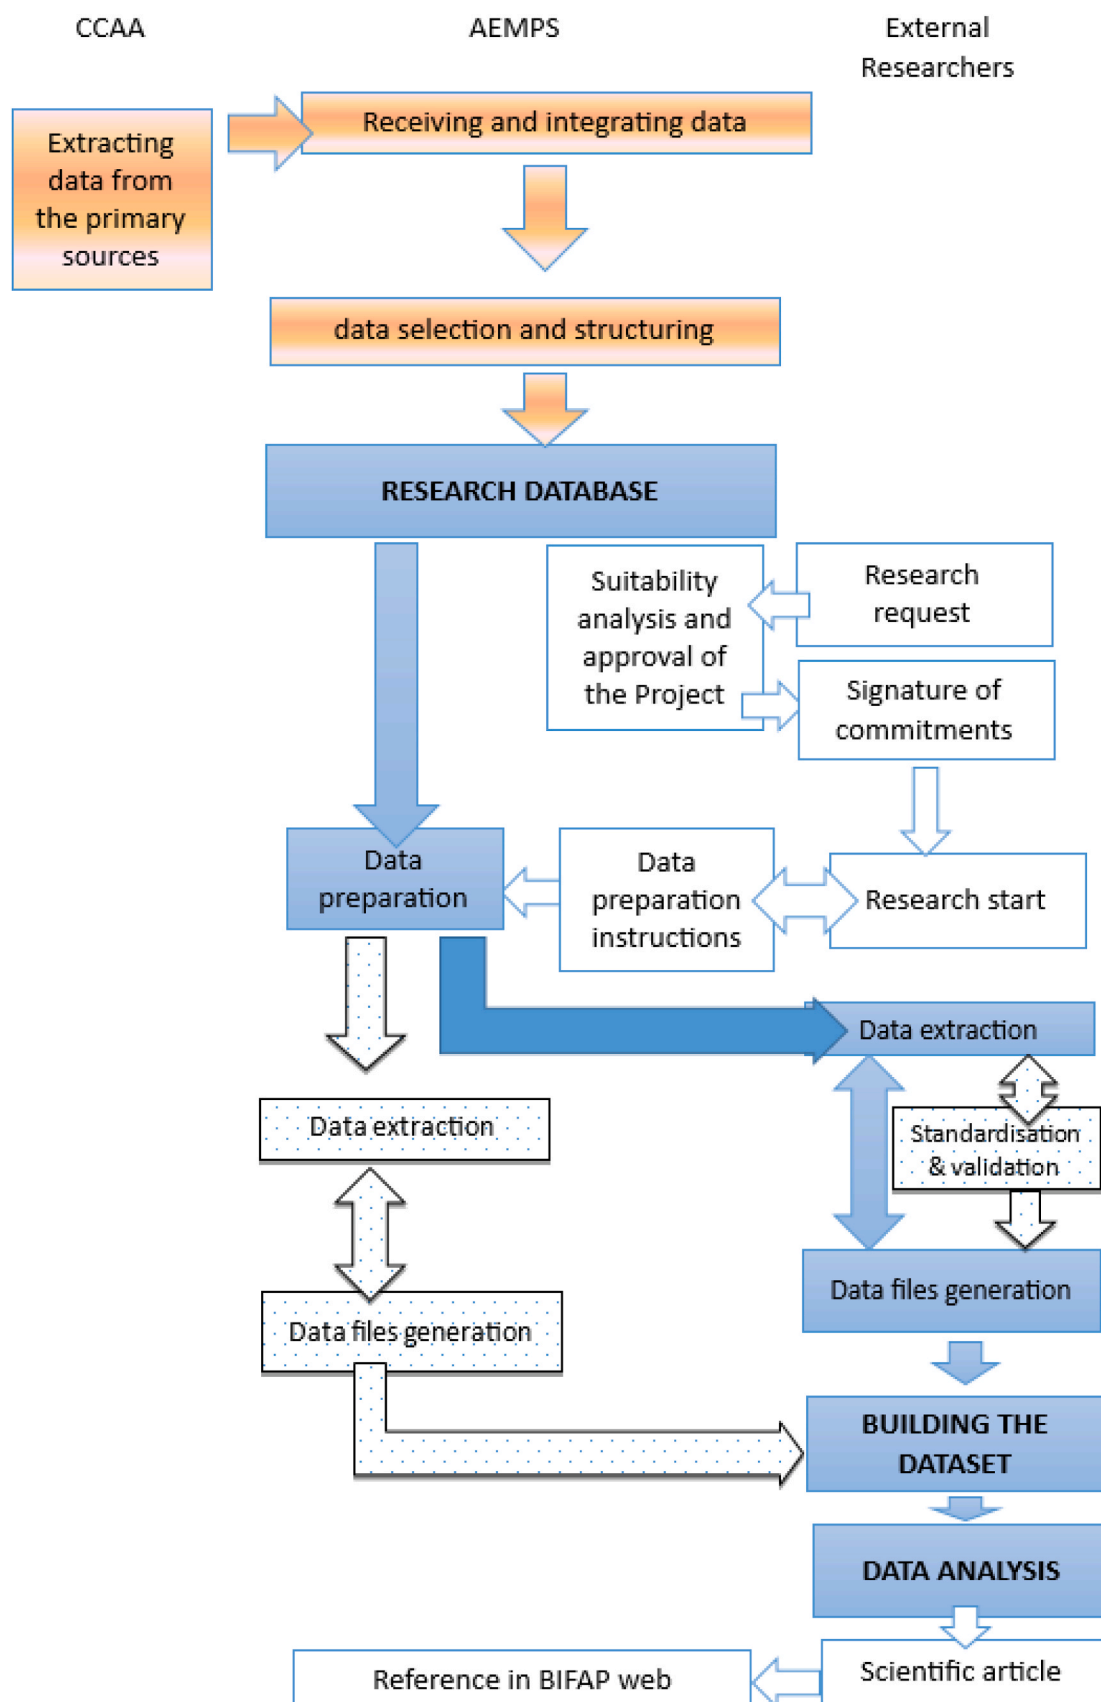 CCAA
AEMPS
External
Researchers
Extracting
data from
the primary
sources
Receiving and integrating data
data selection and structuring
RESEARCH DATABASE
Suitability
analysis and
approval of
the Project
Research
request
Signature of
commitments
Data
preparation
Data
preparation
instructions
Research start
Data extraction
Data extraction
Standardisation
& validation
Data files generation
Data files generation
BUILDING THE
DATASET
DATA ANALYSIS
Scientific article
Reference in BIFAP web